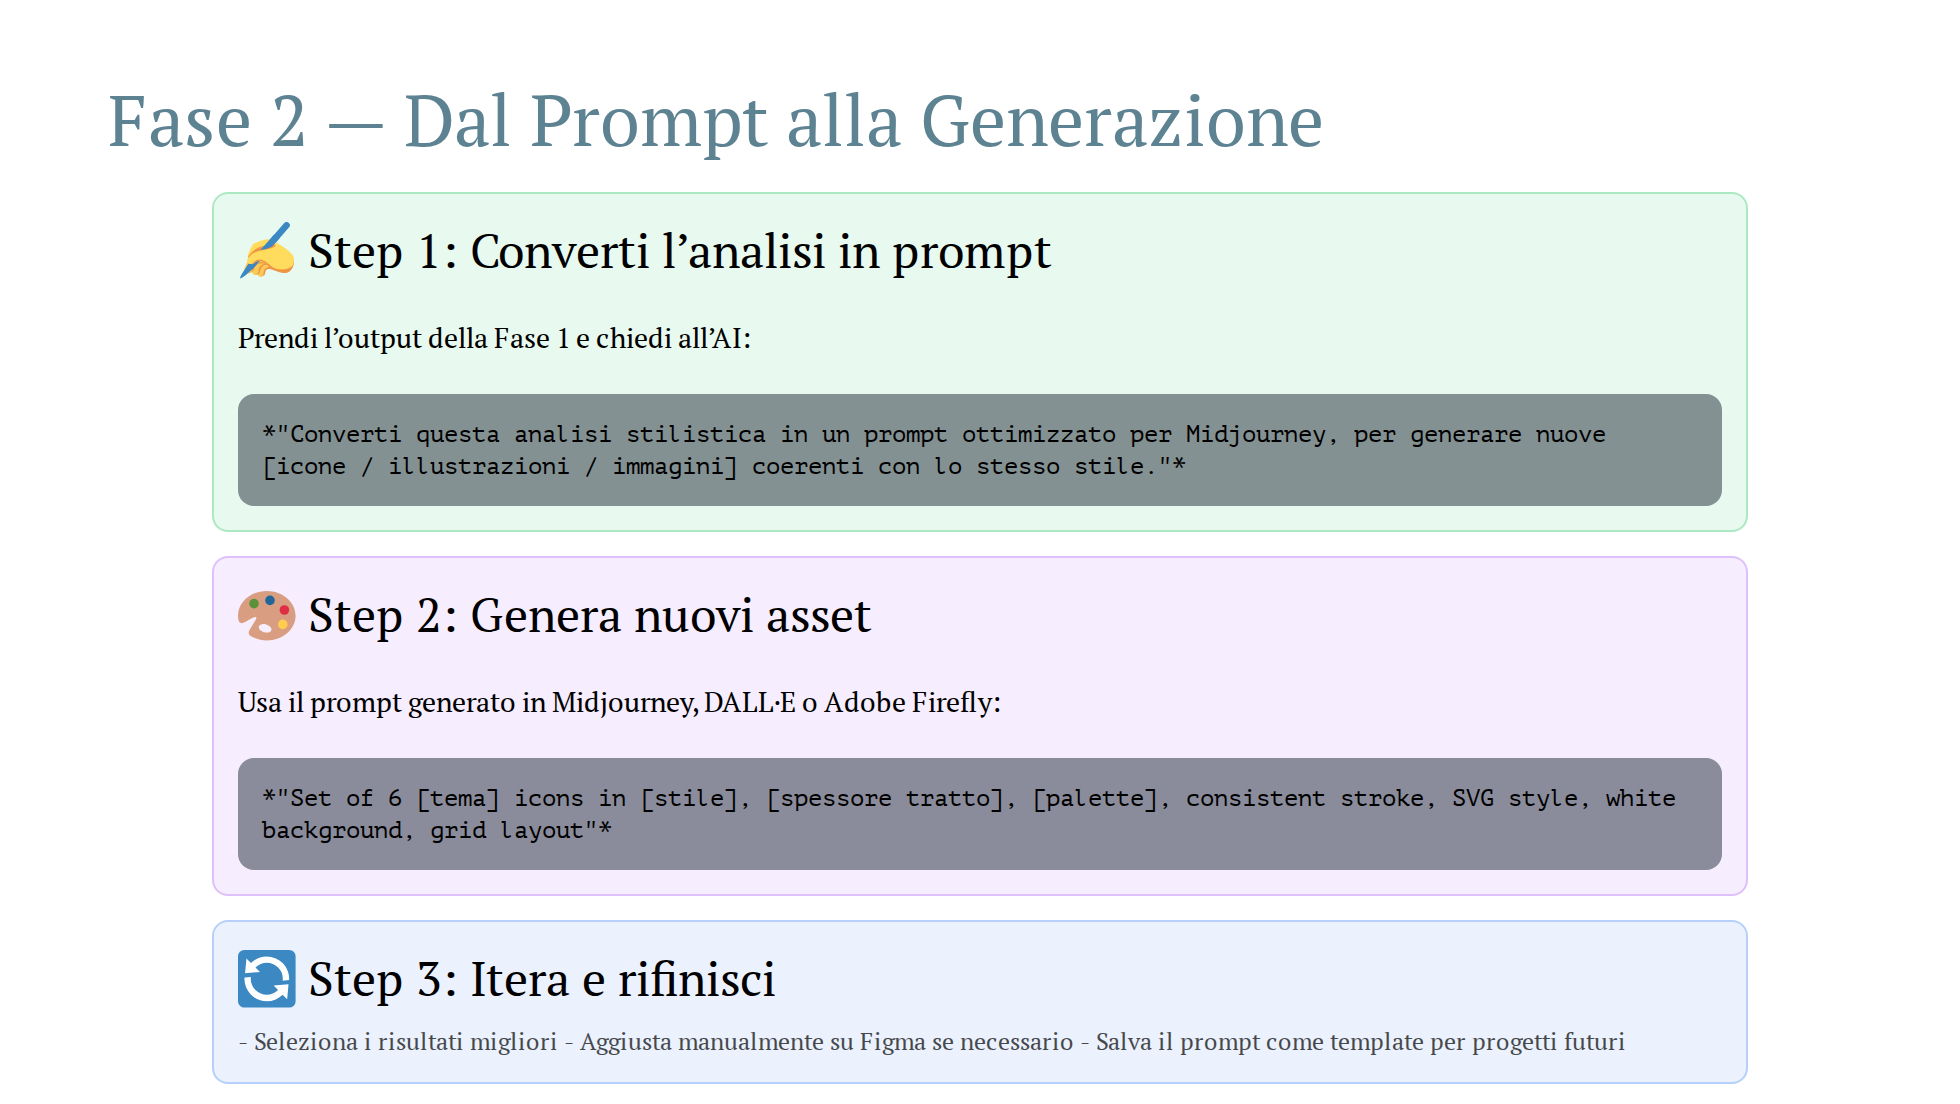 Fase 2 — Dal Prompt alla Generazione
✍️ Step 1: Converti l’analisi in prompt
Prendi l’output della Fase 1 e chiedi all’AI:
*"Converti questa analisi stilistica in un prompt ottimizzato per Midjourney, per generare nuove
[icone / illustrazioni / immagini] coerenti con lo stesso stile."*
🎨 Step 2: Genera nuovi asset
Usa il prompt generato in Midjourney, DALL·E o Adobe Firefly:
*"Set of 6 [tema] icons in [stile], [spessore tratto], [palette], consistent stroke, SVG style, white
background, grid layout"*
🔄 Step 3: Itera e rifinisci
- Seleziona i risultati migliori - Aggiusta manualmente su Figma se necessario - Salva il prompt come template per progetti futuri